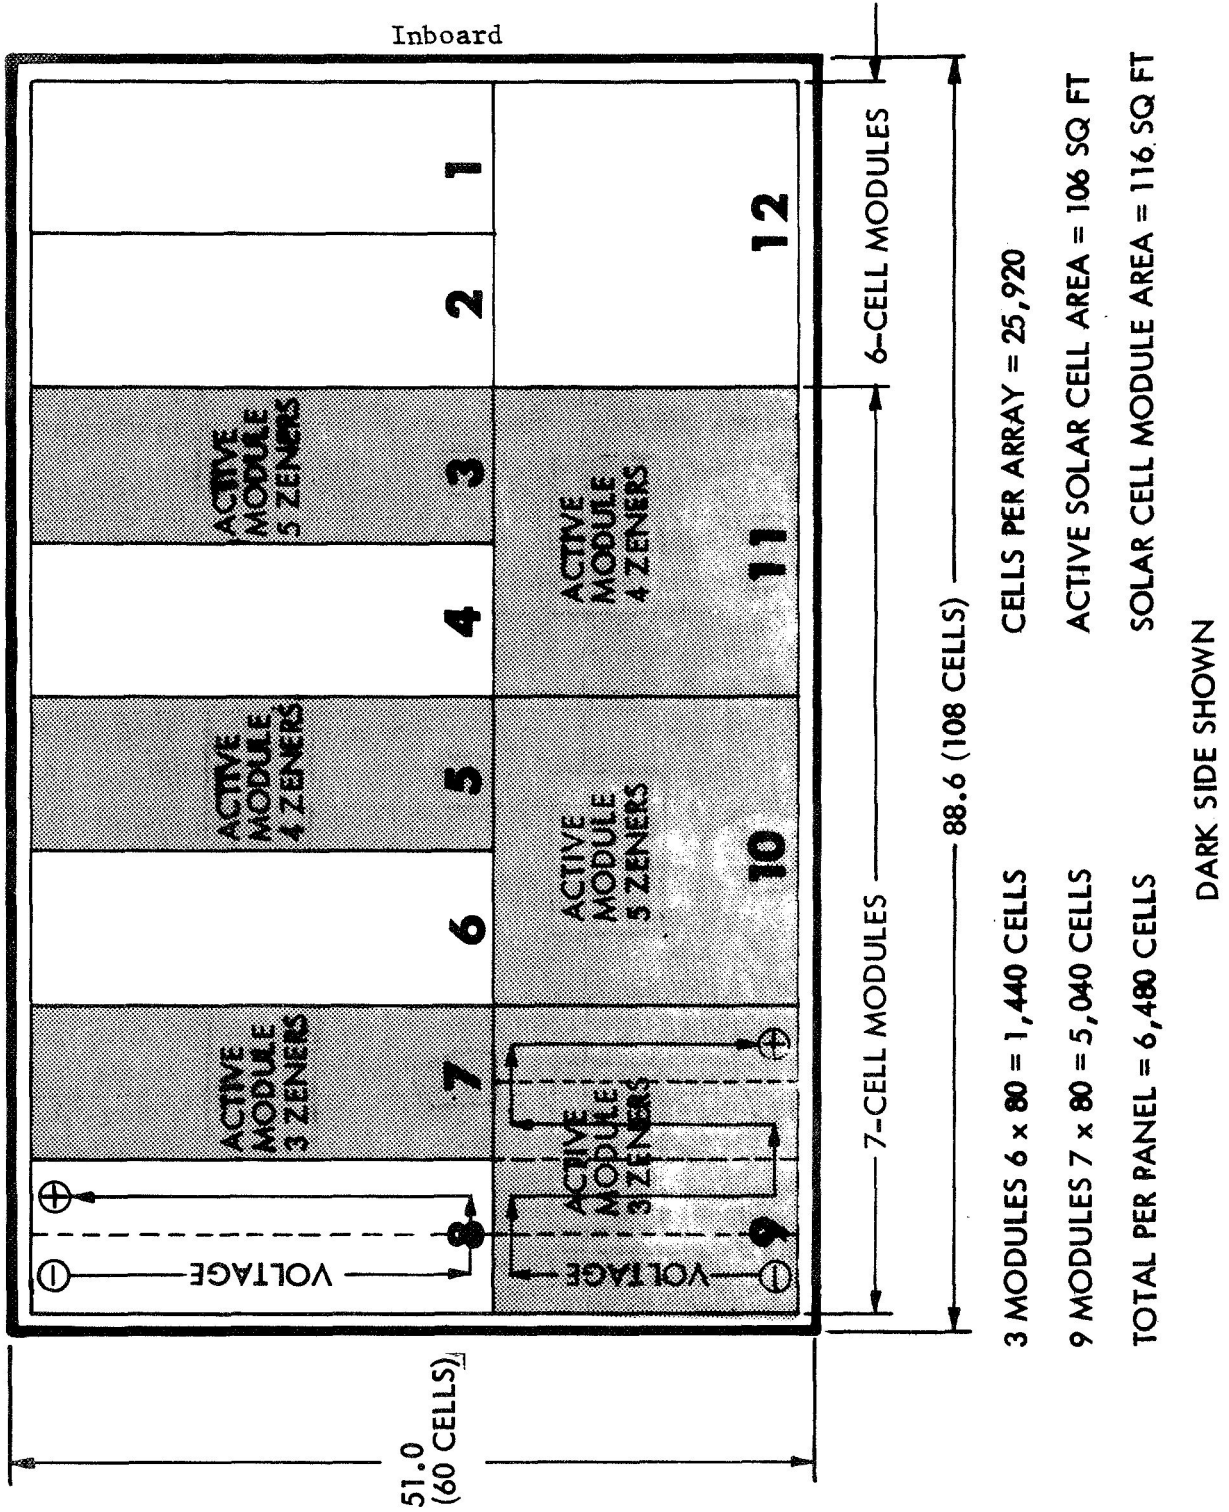 Inboard
1
2
ACTIVE
MODULE
5 ZENERS
3
4
ACTIVE
MODULE
4 ZENERS
5
6
ACTIVE
MODULE
3 ZENERS
7
+
−
VOLTAGE
8
12
ACTIVE
MODULE
4 ZENERS
11
ACTIVE
MODULE
5 ZENERS
10
+
ACTIVE
MODULE
3 ZENERS
VOLTAGE
−
9
51.0
(60 CELLS)
7-CELL MODULES
6-CELL MODULES
88.6 (108 CELLS)
3 MODULES 6 x 80 = 1,440 CELLS
9 MODULES 7 x 80 = 5,040 CELLS
TOTAL PER PANEL = 6,480 CELLS
CELLS PER ARRAY = 25,920
ACTIVE SOLAR CELL AREA = 106 SQ FT
SOLAR CELL MODULE AREA = 116 SQ FT
DARK SIDE SHOWN